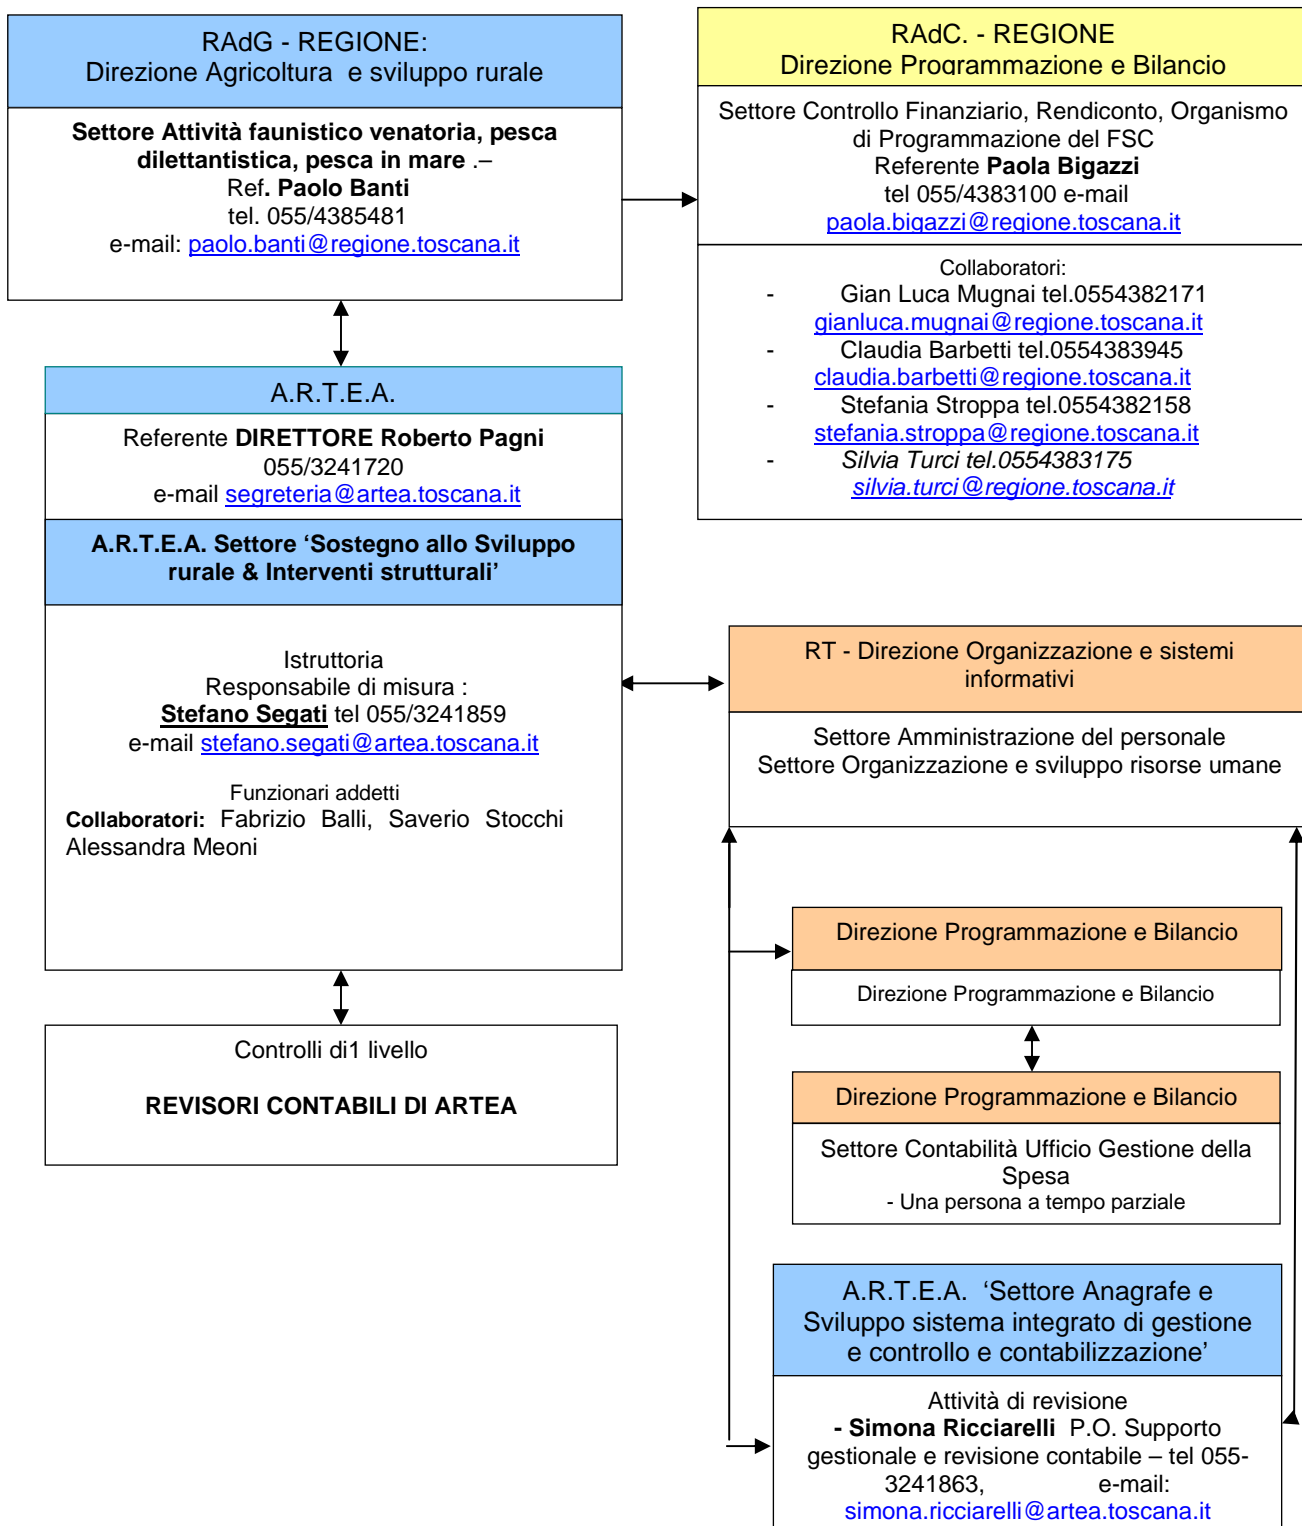 RAdG - REGIONE:
Direzione Agricoltura e sviluppo rurale
Settore Attività faunistico venatoria, pesca
dilettantistica, pesca in mare .–
Ref. Paolo Banti
tel. 055/4385481
e-mail: paolo.banti@regione.toscana.it
RAdC. - REGIONE
Direzione Programmazione e Bilancio
Settore Controllo Finanziario, Rendiconto, Organismo
di Programmazione del FSC
Referente Paola Bigazzi
tel 055/4383100 e-mail
paola.bigazzi@regione.toscana.it
Collaboratori:
- Gian Luca Mugnai tel.0554382171
gianluca.mugnai@regione.toscana.it
- Claudia Barbetti tel.0554383945
claudia.barbetti@regione.toscana.it
- Stefania Stroppa tel.0554382158
stefania.stroppa@regione.toscana.it
- Silvia Turci tel.0554383175
silvia.turci@regione.toscana.it
A.R.T.E.A.
Referente DIRETTORE Roberto Pagni
055/3241720
e-mail segreteria@artea.toscana.it
A.R.T.E.A. Settore ‘Sostegno allo Sviluppo
rurale & Interventi strutturali’
Istruttoria
Responsabile di misura :
Stefano Segati tel 055/3241859
e-mail stefano.segati@artea.toscana.it
Funzionari addetti
Collaboratori: Fabrizio Balli, Saverio Stocchi
Alessandra Meoni
Controlli di1 livello
REVISORI CONTABILI DI ARTEA
RT - Direzione Organizzazione e sistemi
informativi
Settore Amministrazione del personale
Settore Organizzazione e sviluppo risorse umane
Direzione Programmazione e Bilancio
Direzione Programmazione e Bilancio
Direzione Programmazione e Bilancio
Settore Contabilità Ufficio Gestione della
Spesa
- Una persona a tempo parziale
A.R.T.E.A. ‘Settore Anagrafe e
Sviluppo sistema integrato di gestione
e controllo e contabilizzazione’
Attività di revisione
- Simona Ricciarelli P.O. Supporto
gestionale e revisione contabile – tel 055-
3241863, e-mail:
simona.ricciarelli@artea.toscana.it